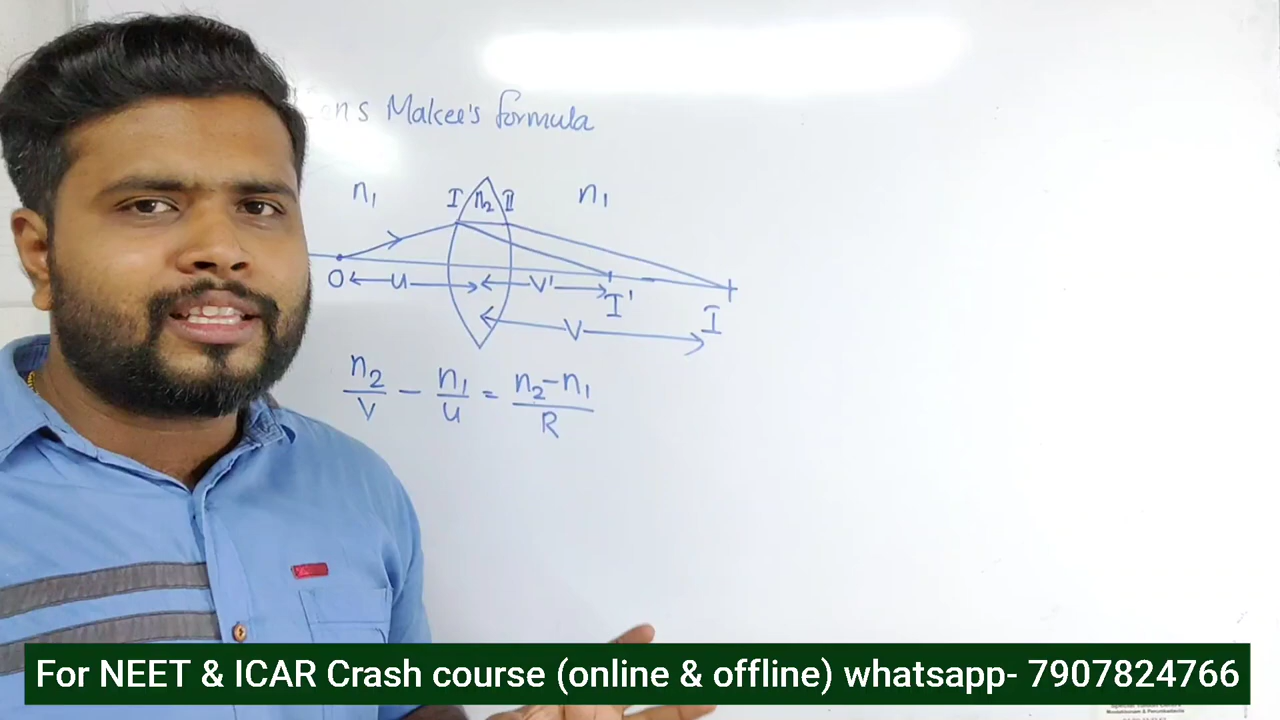 Lens Makee's formula
n₁ I n₂ II n₁
O u v' I'
V I
n₂/V - n₁/u = n₂-n₁/R
For NEET & ICAR Crash course (online & offline) whatsapp- 7907824766